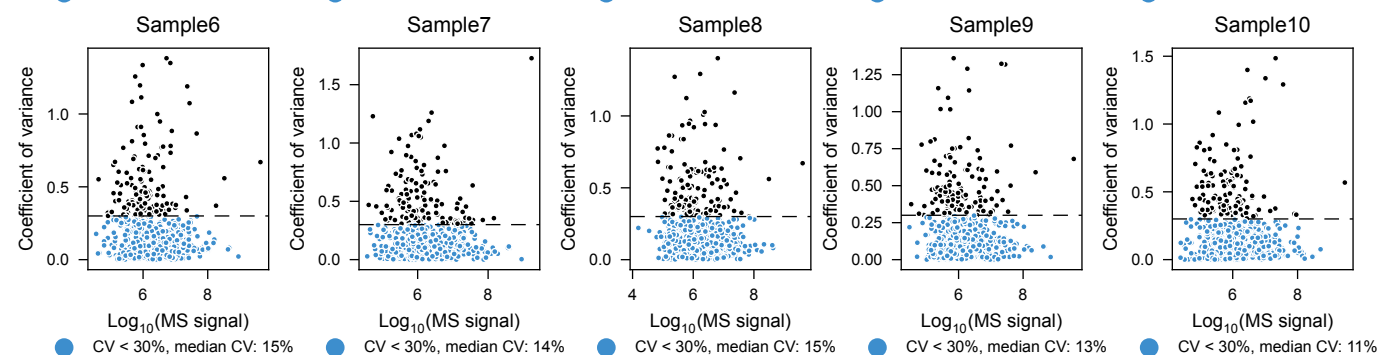 Sample6 Sample7 Sample8 Sample9 Sample10
Coefficient of variance
1.0
0.5
0.0
6 8
Log10(MS signal)
CV < 30%, median CV: 15%
Coefficient of variance
1.5
1.0
0.5
0.0
6 8
Log10(MS signal)
CV < 30%, median CV: 14%
Coefficient of variance
1.0
0.5
0.0
4 6 8
Log10(MS signal)
CV < 30%, median CV: 15%
Coefficient of variance
1.25
1.00
0.75
0.50
0.25
0.00
6 8
Log10(MS signal)
CV < 30%, median CV: 13%
Coefficient of variance
1.5
1.0
0.5
0.0
6 8
Log10(MS signal)
CV < 30%, median CV: 11%